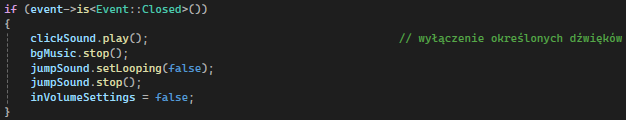 if (event->is<Event::Closed>())
{
clickSound.play(); // wyłączenie określonych dźwięków
bgMusic.stop();
jumpSound.setLooping(false);
jumpSound.stop();
inVolumeSettings = false;
}